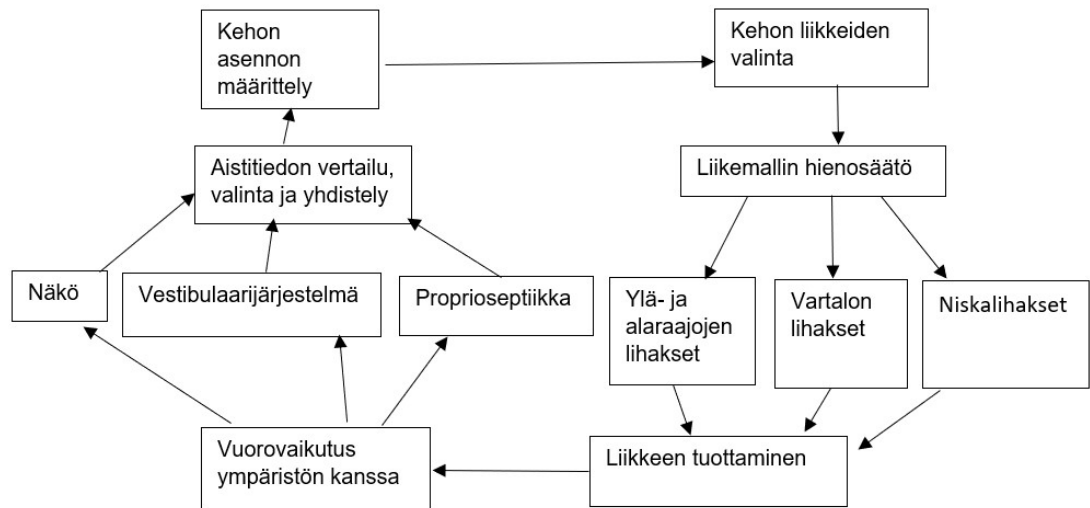 Kehon
asennon
määrittely
Kehon liikkeiden
valinta
Aistitiedon vertailu,
valinta ja yhdistely
Liikemallin hienosäätö
Näkö
Vestibulaarijärjestelmä
Proprioseptiikka
Ylä- ja
alaraajojen
lihakset
Vartalon
lihakset
Niskalihakset
Vuorovaikutus
ympäristön kanssa
Liikkeen tuottaminen